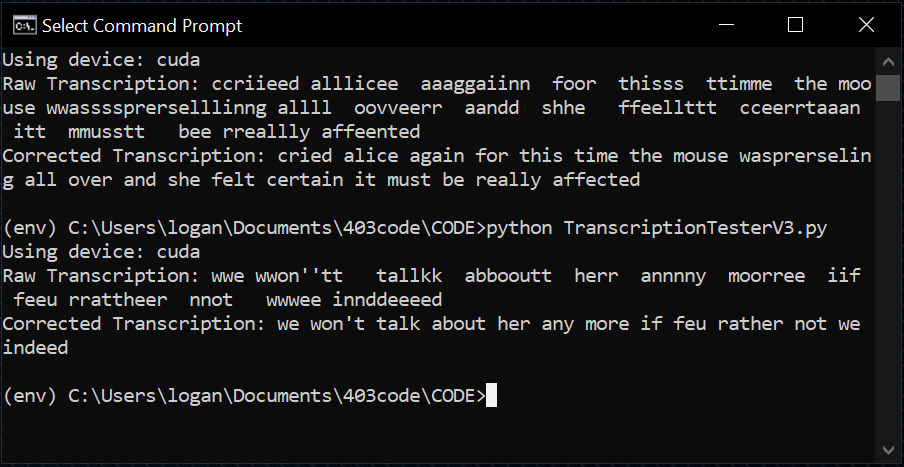 Select Command Prompt
Using device: cuda
Raw Transcription: ccriieed alllicee  aaaggaiinn  foor  thisss  ttimme  the moo
use wwassssprerselllinng allll  oovveerr  aandd  shhe   ffeellttt  cceerrtaaan
 itt  mmusstt   bee rreallly affeented
Corrected Transcription: cried alice again for this time the mouse wasprerselin
g all over and she felt certain it must be really affected
(env) C:\Users\logan\Documents\403code\CODE>python TranscriptionTesterV3.py
Using device: cuda
Raw Transcription: wwe wwon''tt   tallkk  abbooutt  herr  annnny  moorree  iif
 feeu rrattheer  nnot   wwwee innddeeeed
Corrected Transcription: we won't talk about her any more if feu rather not we
indeed
(env) C:\Users\logan\Documents\403code\CODE>